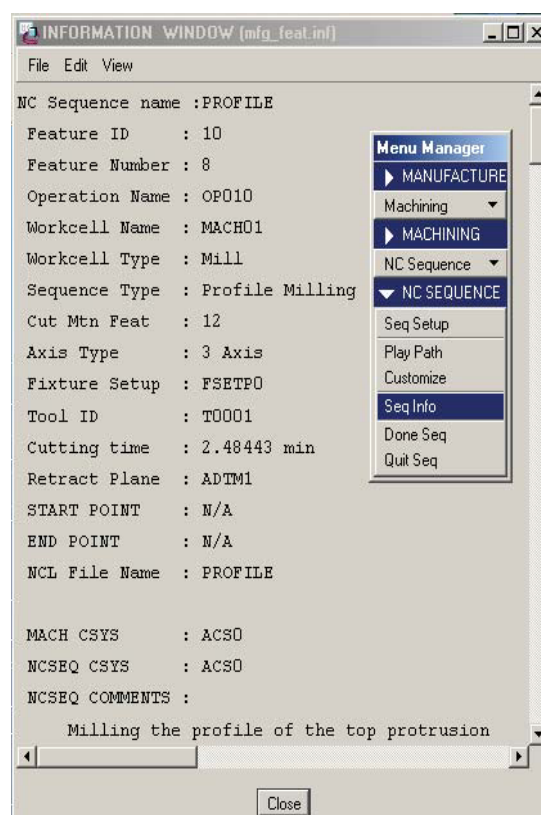 INFORMATION WINDOW (mfg_feat.inf)
File Edit View
NC Sequence name :PROFILE
Feature ID : 10
Feature Number : 8
Operation Name : OP010
Workcell Name : MACH01
Workcell Type : Mill
Sequence Type : Profile Milling
Cut Mtn Feat : 12
Axis Type : 3 Axis
Fixture Setup : FSETP0
Tool ID : T0001
Cutting time : 2.48443 min
Retract Plane : ADTM1
START POINT : N/A
END POINT : N/A
NCL File Name : PROFILE
MACH CSYS : ACS0
NCSEQ CSYS : ACS0
NCSEQ COMMENTS :
Milling the profile of the top protrusion
Close
Menu Manager
MANUFACTURE
Machining
MACHINING
NC Sequence
NC SEQUENCE
Seq Setup
Play Path
Customize
Seq Info
Done Seq
Quit Seq